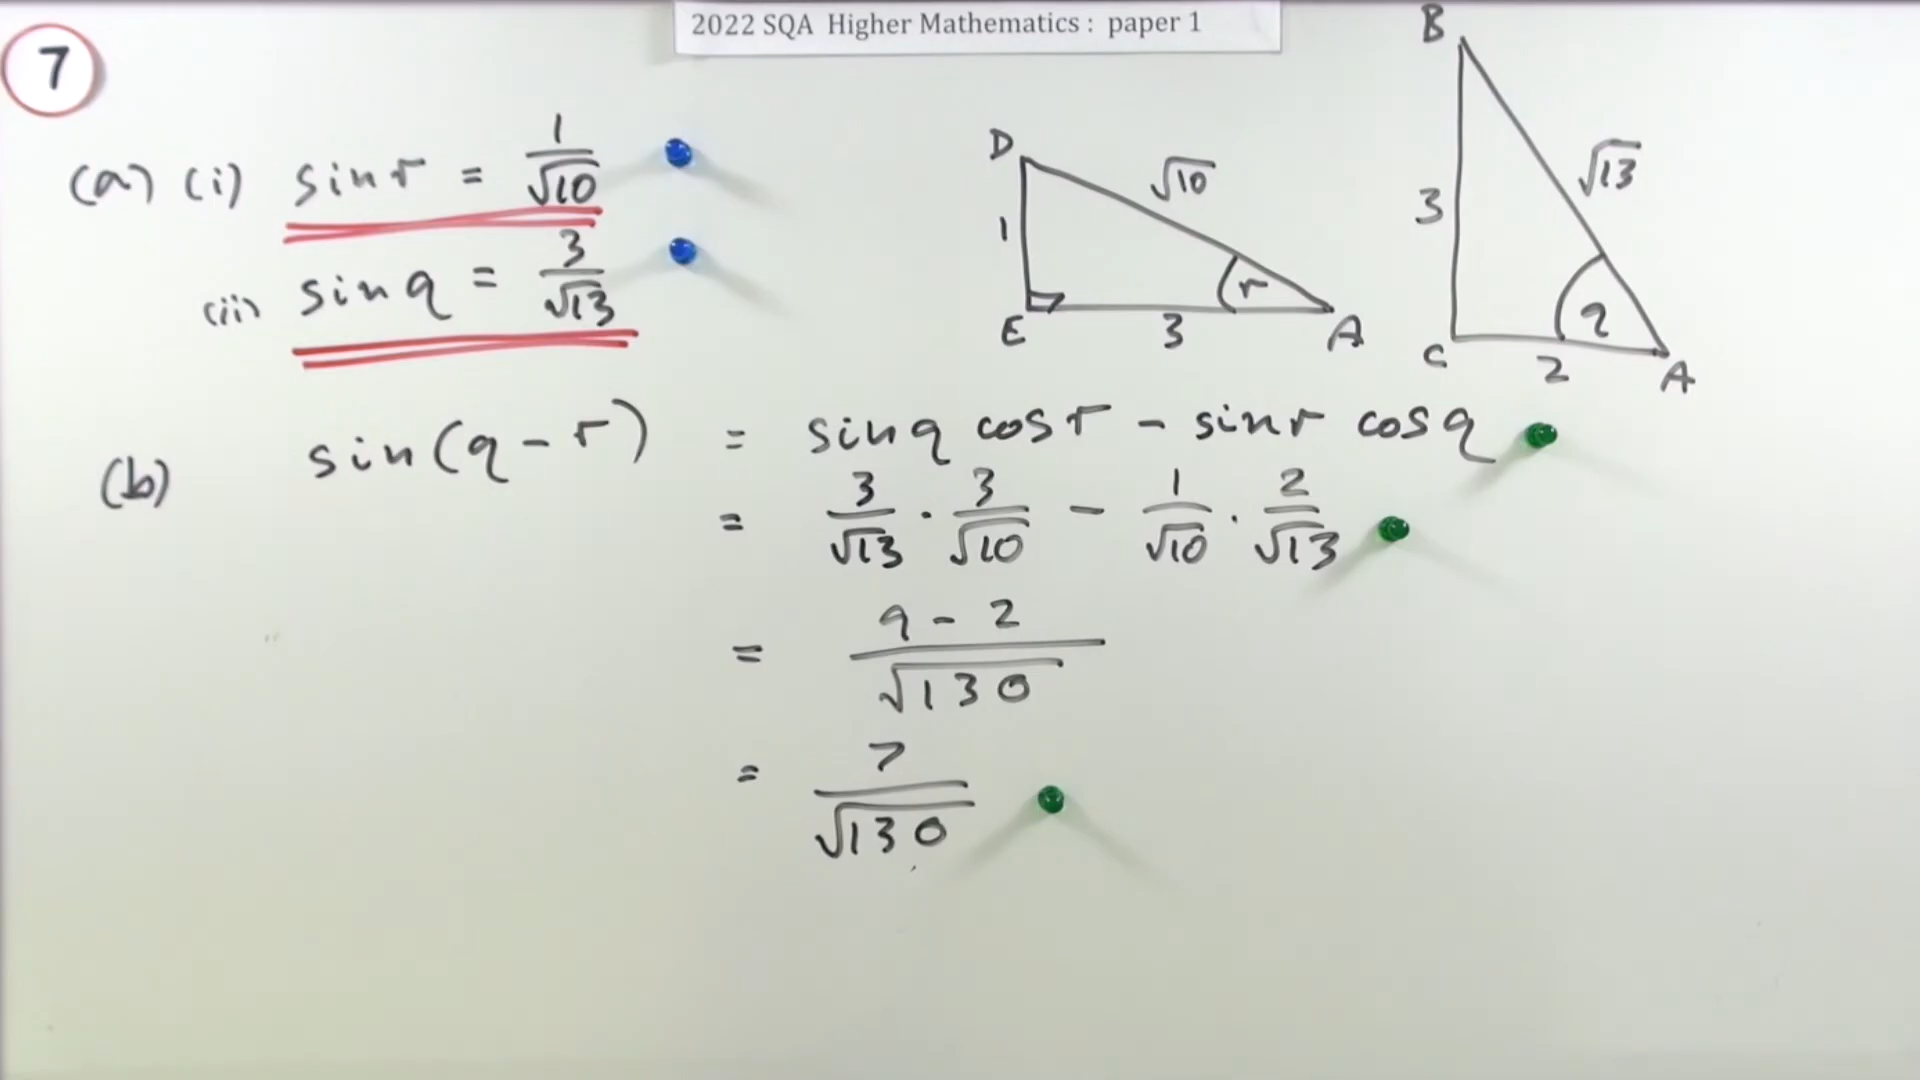 2022 SQA Higher Mathematics : paper 1
7
(a) (i) sin r = 1/√10
(ii) sin q = 3/√13
D
√10
1
r
E
3
A
B
√13
3
q
C
2
A
(b) sin(q - r) = sin q cos r - sin r cos q
= 3/√13 · 3/√10 - 1/√10 · 2/√13
= 9 - 2/√130
= 7/√130